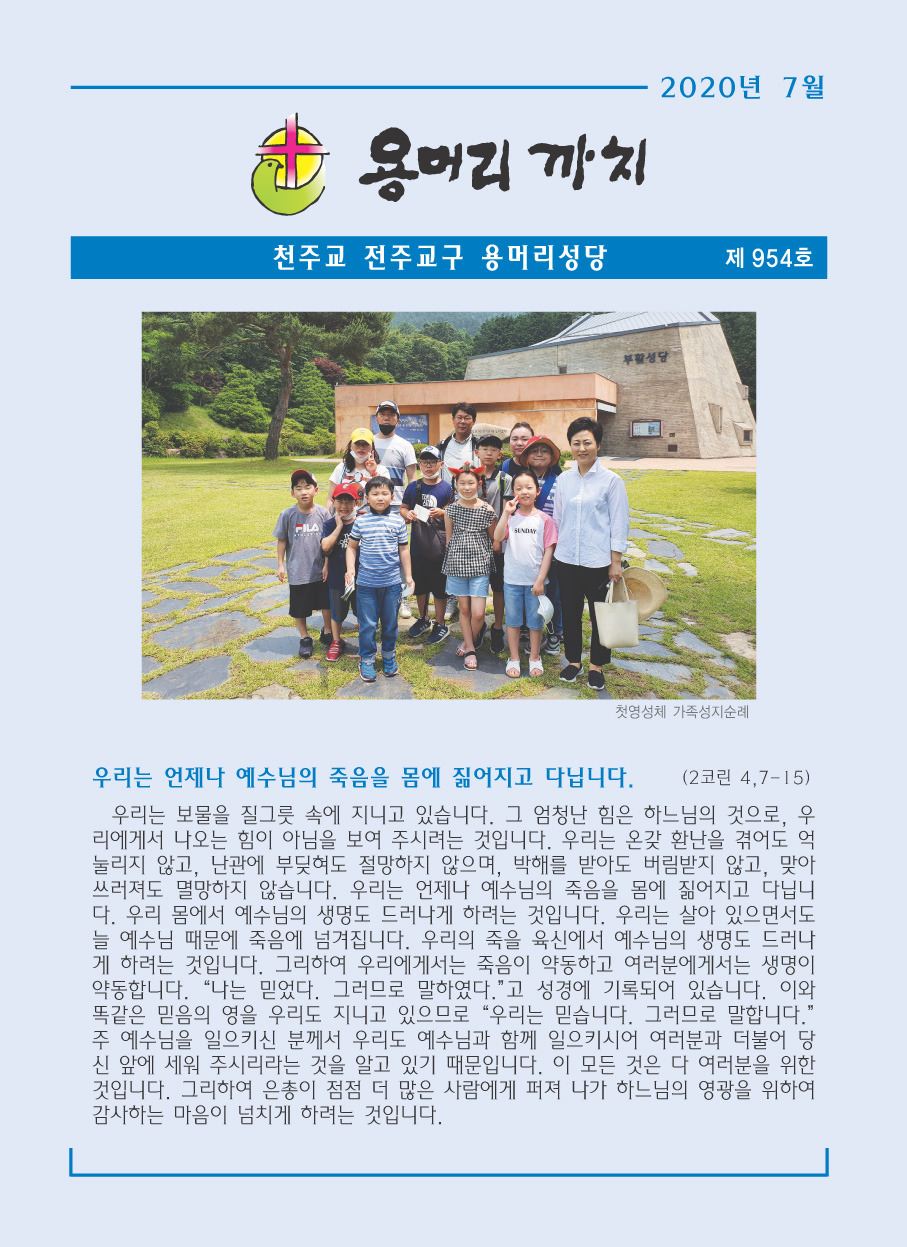 2020년 7월
용머리 까치
천주교 전주교구 용머리성당 제 954호
부활성당
FILA
SUNDAY
첫영성체 가족성지순례
우리는 언제나 예수님의 죽음을 몸에 짊어지고 다닙니다. (2코린 4,7-15)
우리는 보물을 질그릇 속에 지니고 있습니다. 그 엄청난 힘은 하느님의 것으로, 우
리에게서 나오는 힘이 아님을 보여 주시려는 것입니다. 우리는 온갖 환난을 겪어도 억
눌리지 않고, 난관에 부딪혀도 절망하지 않으며, 박해를 받아도 버림받지 않고, 맞아
쓰러져도 멸망하지 않습니다. 우리는 언제나 예수님의 죽음을 몸에 짊어지고 다닙니
다. 우리 몸에서 예수님의 생명도 드러나게 하려는 것입니다. 우리는 살아 있으면서도
늘 예수님 때문에 죽음에 넘겨집니다. 우리의 죽을 육신에서 예수님의 생명도 드러나
게 하려는 것입니다. 그리하여 우리에게서는 죽음이 약동하고 여러분에게서는 생명이
약동합니다. “나는 믿었다. 그러므로 말하였다.”고 성경에 기록되어 있습니다. 이와
똑같은 믿음의 영을 우리도 지니고 있으므로 “우리는 믿습니다. 그러므로 말합니다.”
주 예수님을 일으키신 분께서 우리도 예수님과 함께 일으키시어 여러분과 더불어 당
신 앞에 세워 주시리라는 것을 알고 있기 때문입니다. 이 모든 것은 다 여러분을 위한
것입니다. 그리하여 은총이 점점 더 많은 사람에게 퍼져 나가 하느님의 영광을 위하여
감사하는 마음이 넘치게 하려는 것입니다.